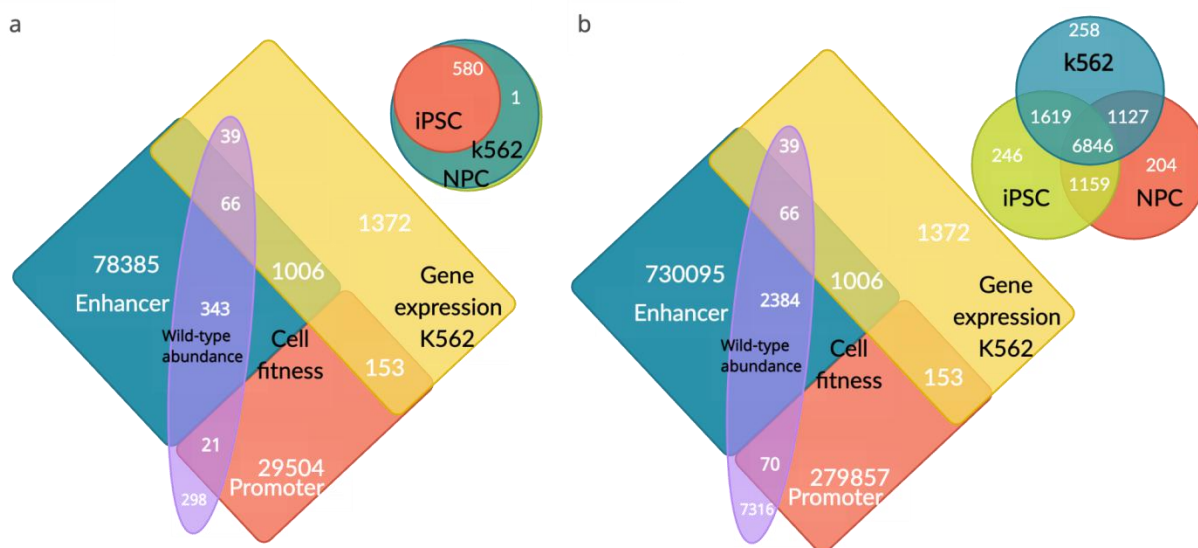 a
580
iPSC
1
k562
NPC
39
66
1372
78385
Enhancer
1006
Gene
expression
K562
343
Wild-type
abundance
Cell
fitness
153
21
29504
Promoter
298
b
258
k562
1619
1127
6846
246
204
1159
iPSC
NPC
39
66
1372
730095
Enhancer
1006
Gene
expression
K562
2384
Wild-type
abundance
Cell
fitness
153
70
279857
Promoter
7316